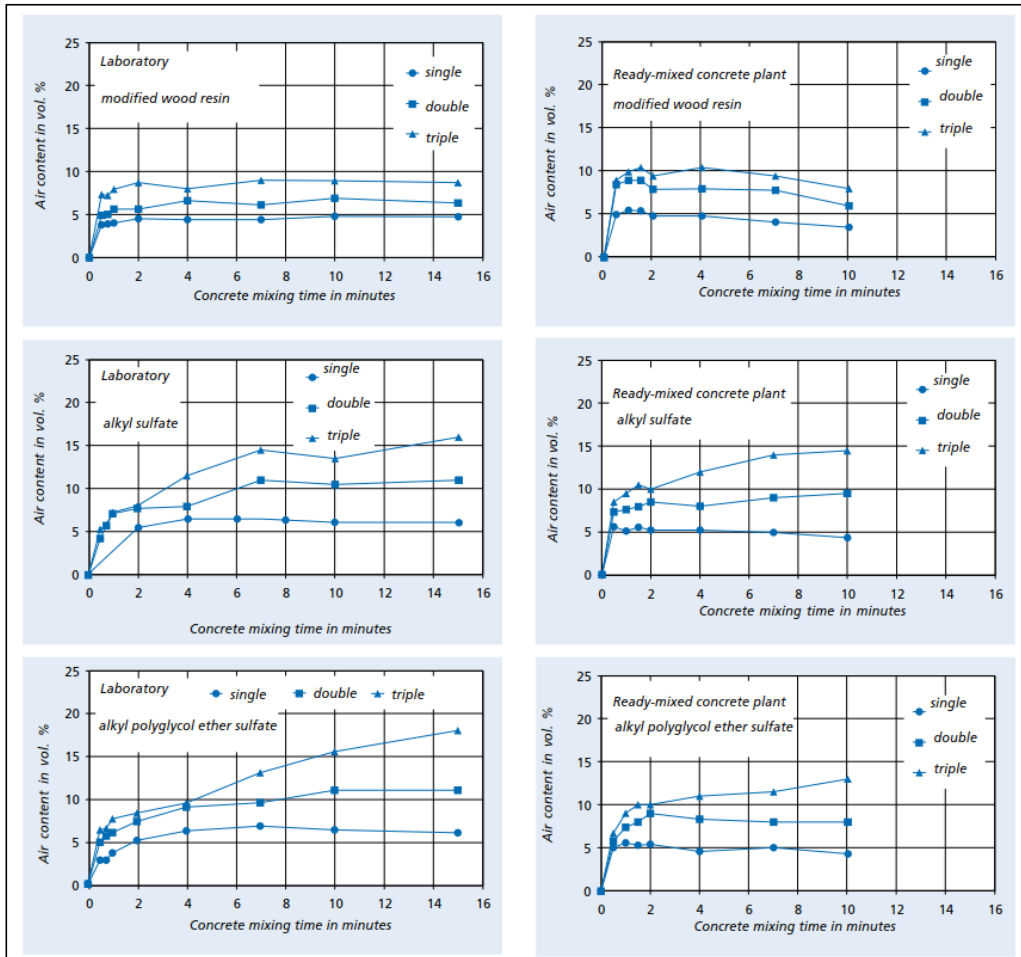 Air content in vol. %
25
20
15
10
5
0
Laboratory
modified wood resin
single
double
triple
0 2 4 6 8 10 12 14 16
Concrete mixing time in minutes
Air content in vol. %
25
20
15
10
5
0
Ready-mixed concrete plant
modified wood resin
single
double
triple
0 2 4 6 8 10 12 14 16
Concrete mixing time in minutes
Air content in vol. %
25
20
15
10
5
0
Laboratory
alkyl sulfate
single
double
triple
0 2 4 6 8 10 12 14 16
Concrete mixing time in minutes
Air content in vol. %
25
20
15
10
5
0
Ready-mixed concrete plant
alkyl sulfate
single
double
triple
0 2 4 6 8 10 12 14 16
Concrete mixing time in minutes
Air content in vol. %
25
20
15
10
5
0
Laboratory
single double triple
alkyl polyglycol ether sulfate
0 2 4 6 8 10 12 14 16
Concrete mixing time in minutes
Air content in vol. %
25
20
15
10
5
0
Ready-mixed concrete plant
alkyl polyglycol ether sulfate
single
double
triple
0 2 4 6 8 10 12 14 16
Concrete mixing time in minutes